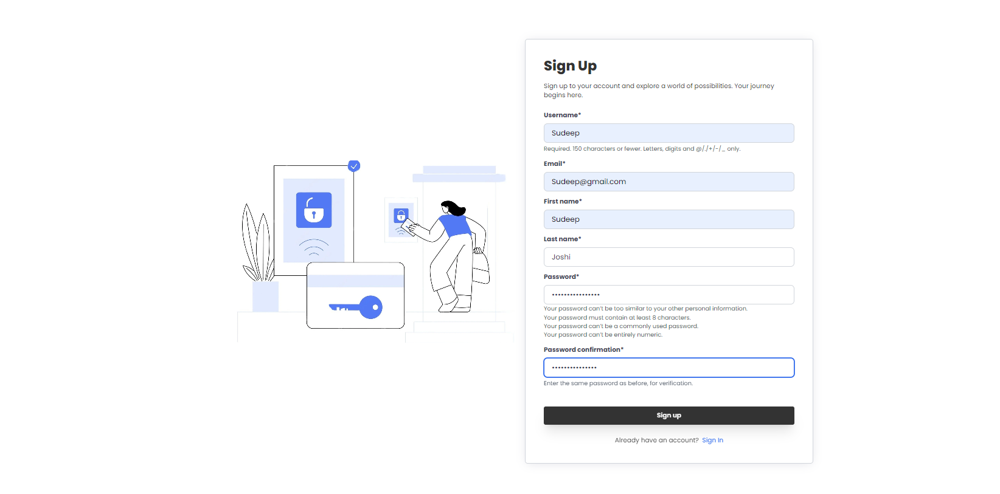 Sign Up
Sign up to your account and explore a world of possibilities. Your journey
begins here.
Username*
Sudeep
Required. 150 characters or fewer. Letters, digits and @/./+/-/_ only.
Email*
Sudeep@gmail.com
First name*
Sudeep
Last name*
Joshi
Password*
••••••••••••••••
Your password can't be too similar to your other personal information.
Your password must contain at least 8 characters.
Your password can't be a commonly used password.
Your password can't be entirely numeric.
Password confirmation*
•••••••••••••••
Enter the same password as before, for verification.
Sign up
Already have an account? Sign In